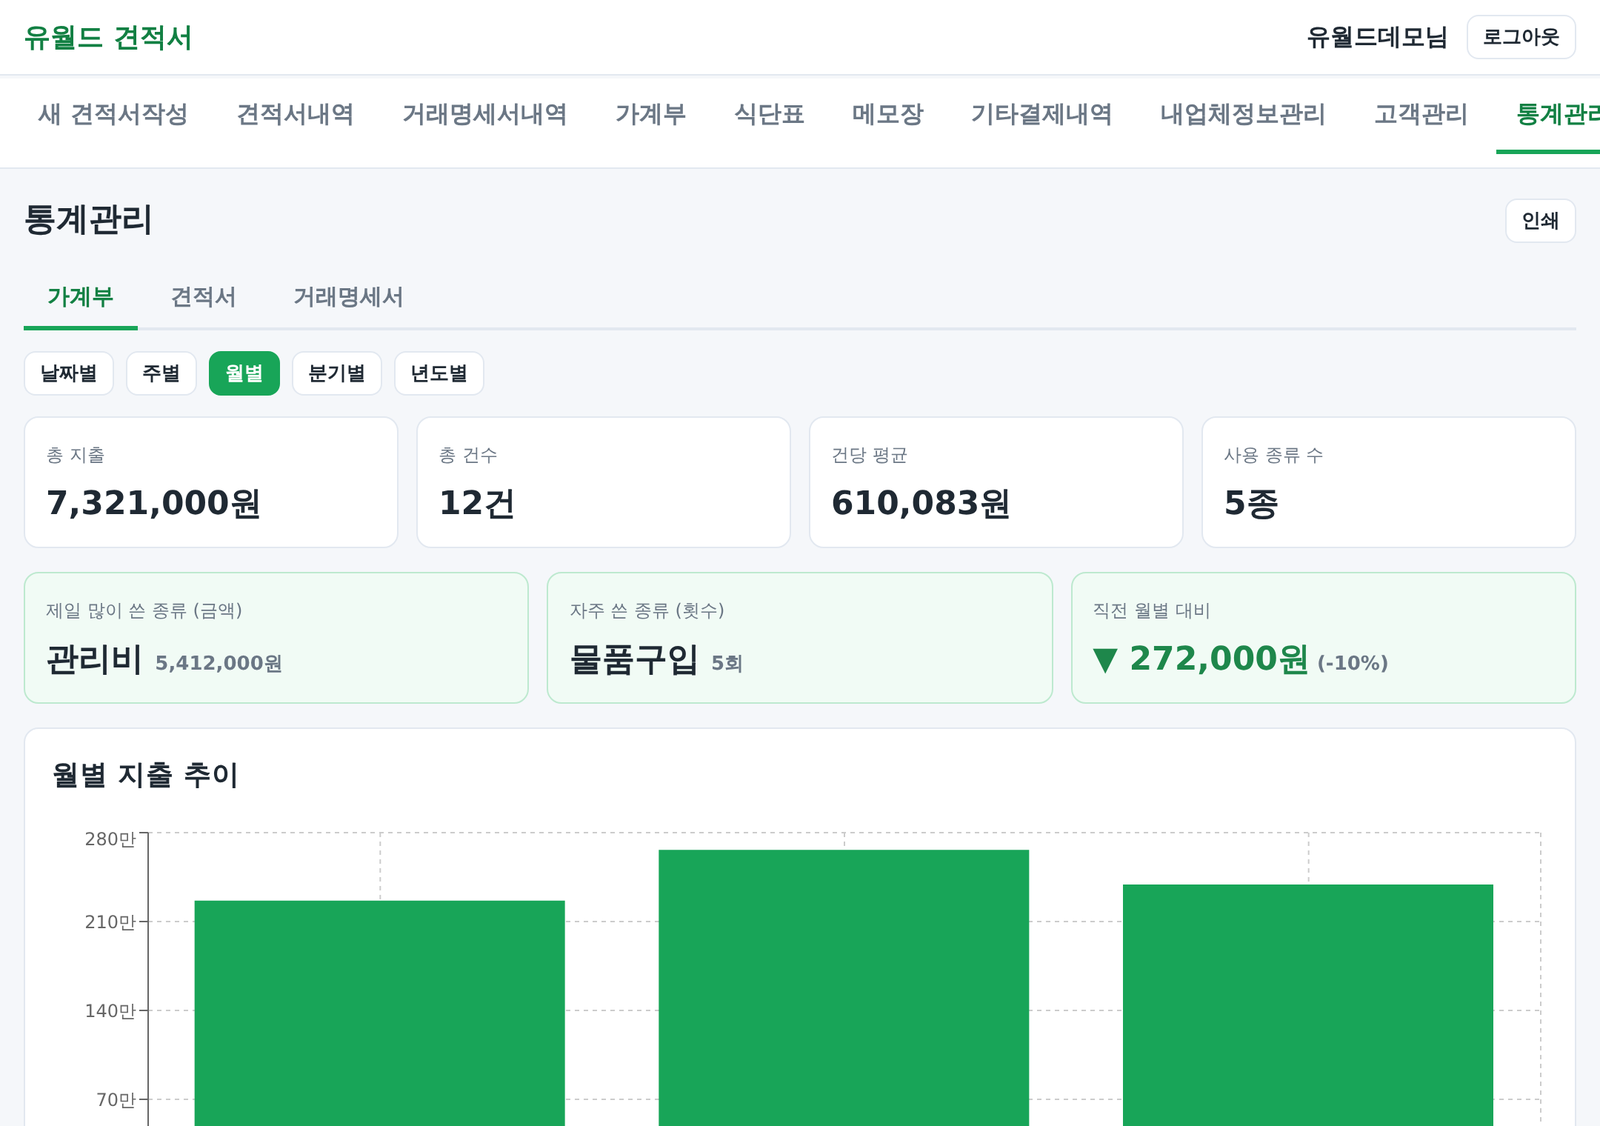 유월드 견적서
유월드데모님 로그아웃
새 견적서작성 견적서내역 거래명세서내역 가계부 식단표 메모장 기타결제내역 내업체정보관리 고객관리 통계관리
통계관리 인쇄
가계부 견적서 거래명세서
날짜별 주별 월별 분기별 년도별
총 지출
7,321,000원
총 건수
12건
건당 평균
610,083원
사용 종류 수
5종
제일 많이 쓴 종류 (금액)
관리비 5,412,000원
자주 쓴 종류 (횟수)
물품구입 5회
직전 월별 대비
▼ 272,000원 (-10%)
월별 지출 추이
280만
210만
140만
70만